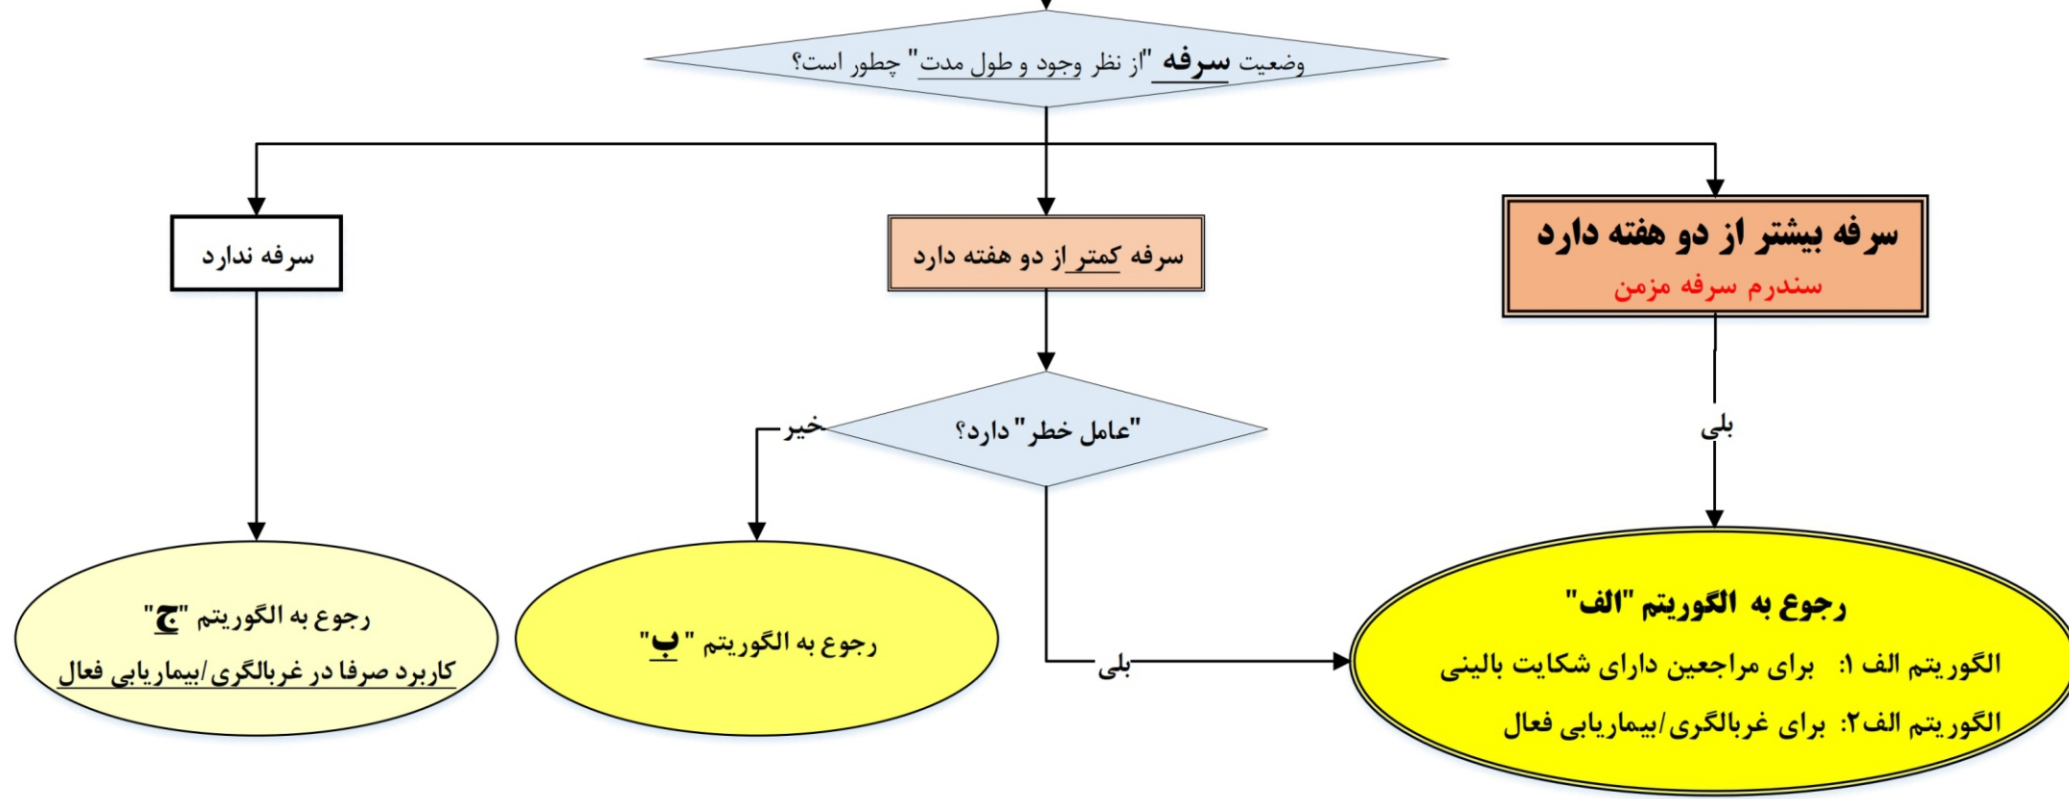 وضعیت سرفه "از نظر وجود و طول مدت" چطور است؟
سرفه بیشتر از دو هفته دارد
سندرم سرفه مزمن
سرفه کمتر از دو هفته دارد
سرفه ندارد
بلی
"عامل خطر" دارد؟
خیر
بلی
رجوع به الگوریتم "الف"
الگوریتم الف ۱: برای مراجعین دارای شکایت بالینی
الگوریتم الف۲: برای غربالگری/بیماریابی فعال
رجوع به الگوریتم "ب"
رجوع به الگوریتم "ج"
کاربرد صرفا در غربالگری/بیماریابی فعال